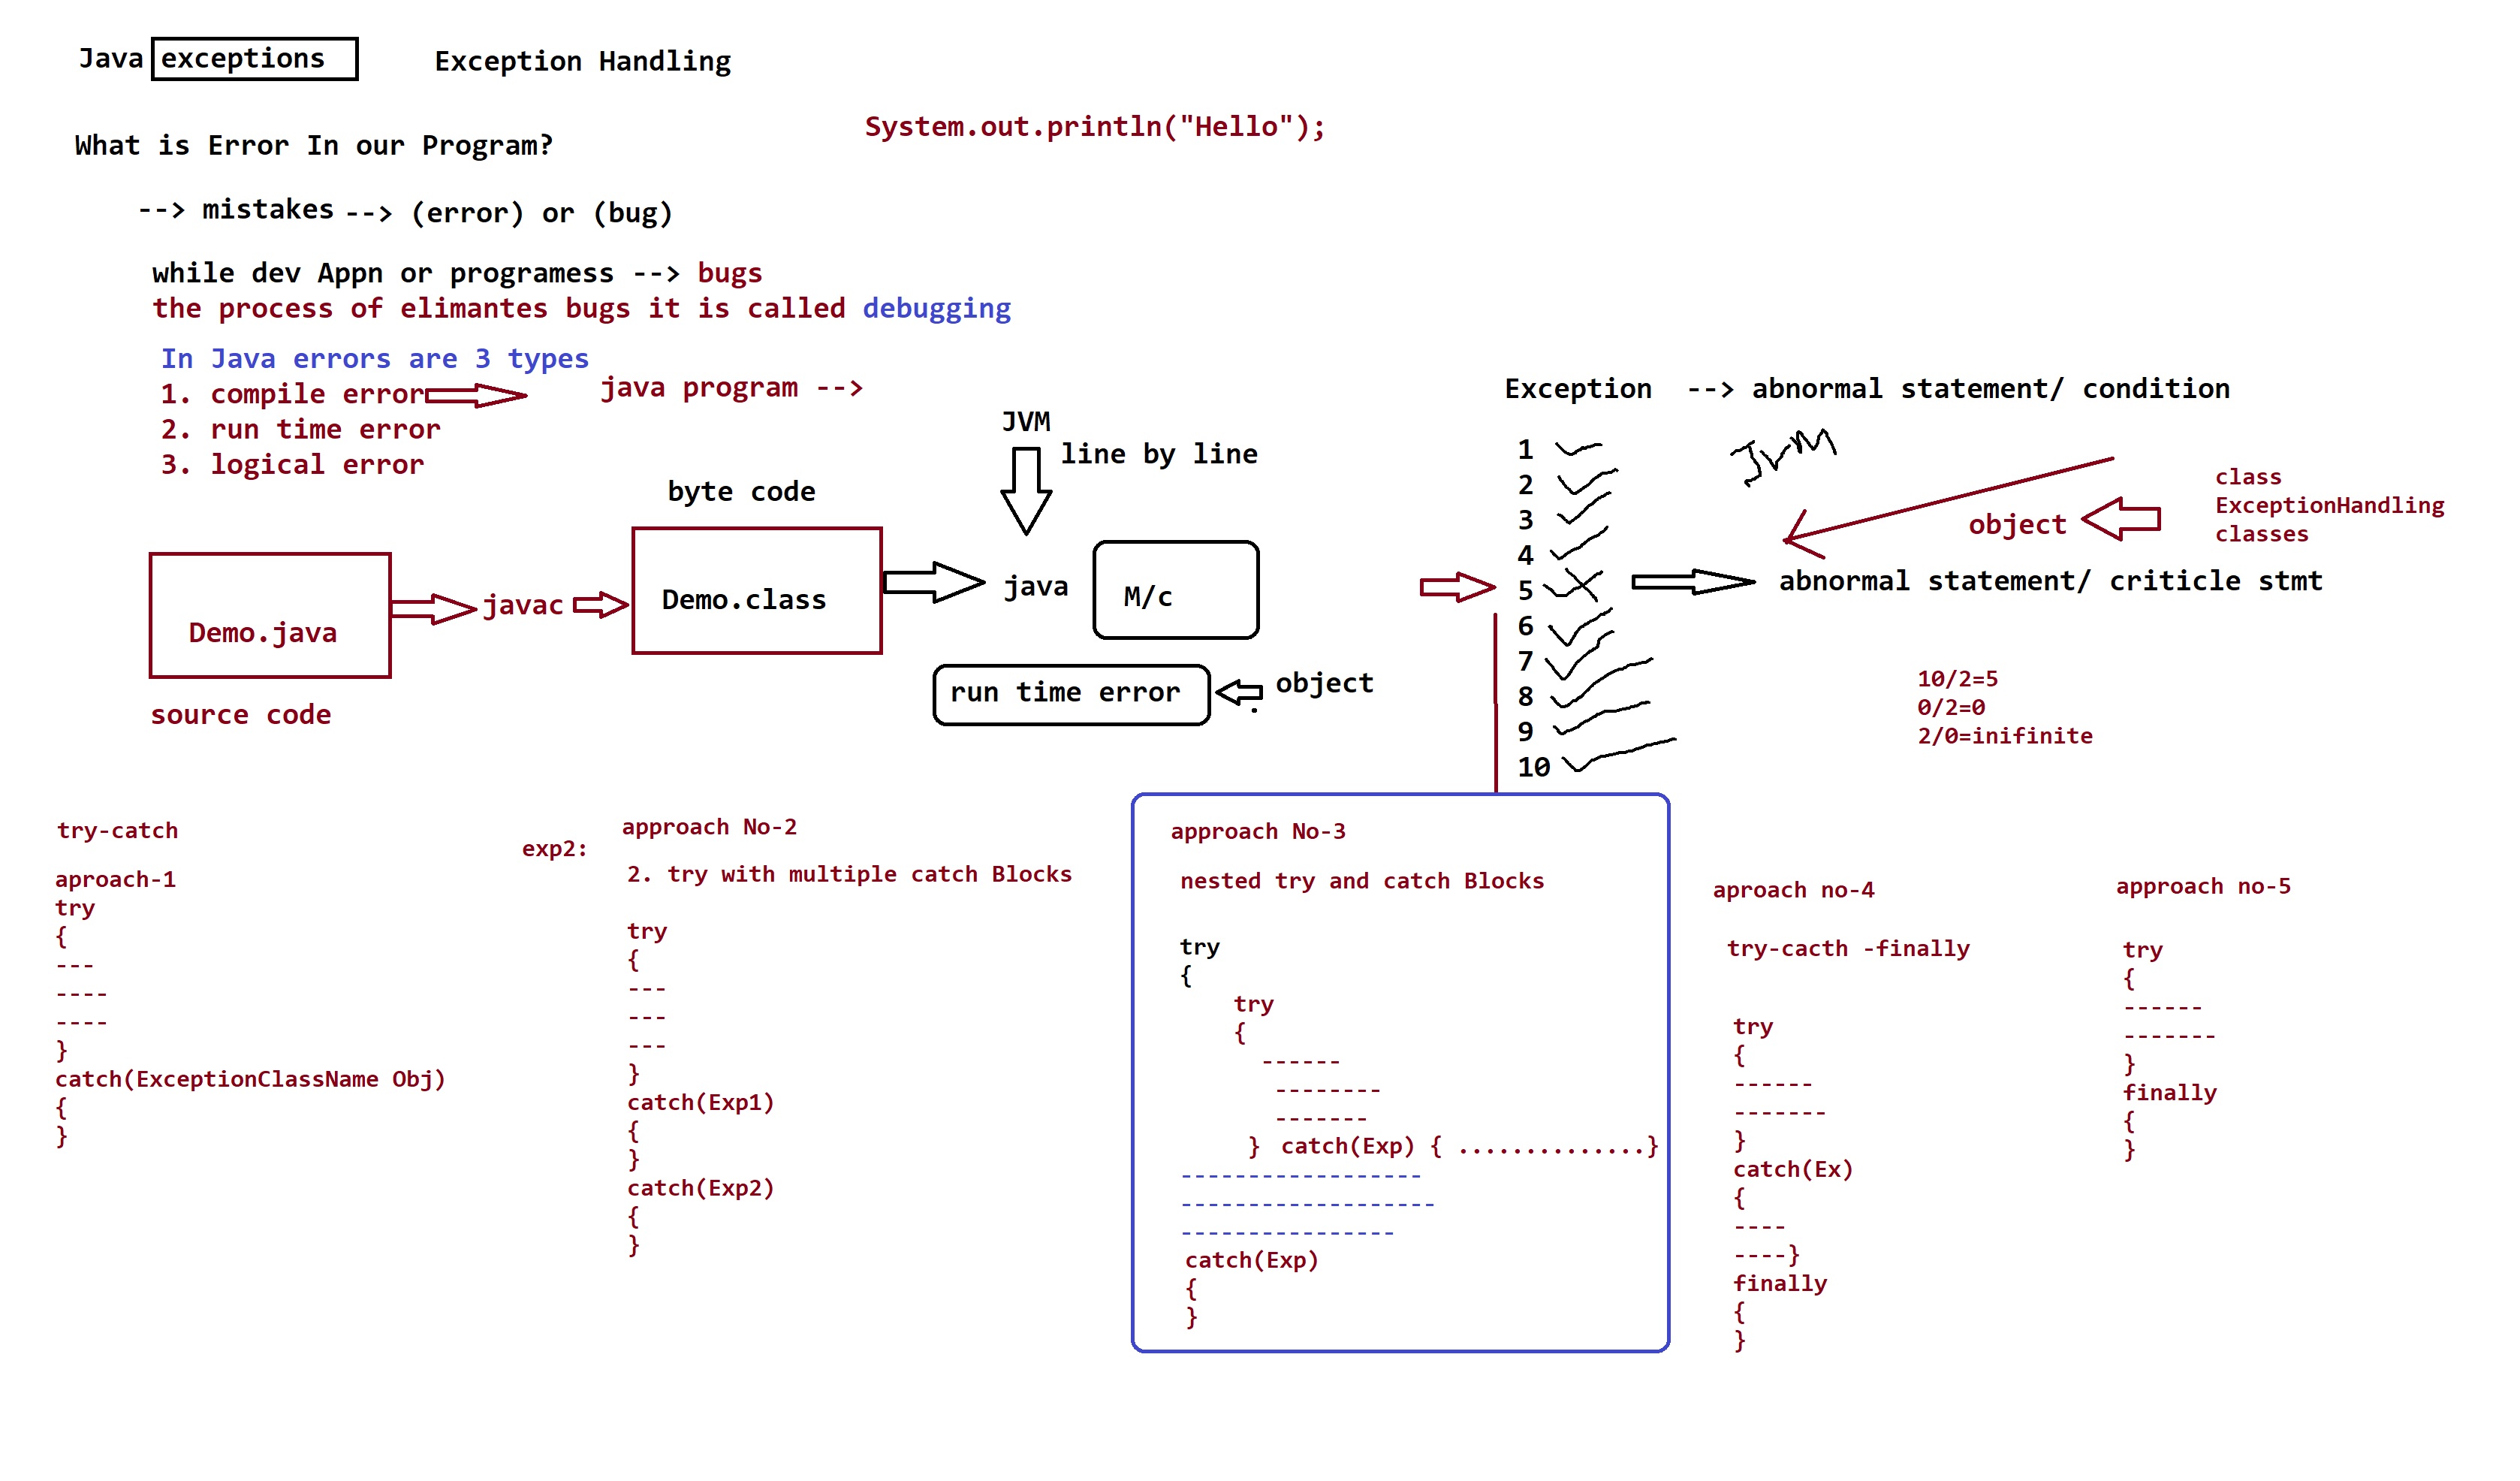 Java exceptions
Exception Handling
System.out.println("Hello");
What is Error In our Program?
--> mistakes --> (error) or (bug)
while dev Appn or programess --> bugs
the process of elimantes bugs it is called debugging
In Java errors are 3 types
1. compile error
2. run time error
3. logical error
java program -->
JVM
line by line
byte code
Demo.java
source code
javac
Demo.class
java
M/c
run time error
object
Exception --> abnormal statement/ condition
1
2
3
4
5
6
7
8
9
10
JVM
object
class
ExceptionHandling
classes
abnormal statement/ criticle stmt
10/2=5
0/2=0
2/0=inifinite
try-catch
aproach-1
try
{
---
----
----
}
catch(ExceptionClassName Obj)
{
}
exp2:
approach No-2
2. try with multiple catch Blocks
try
{
---
---
---
}
catch(Exp1)
{
}
catch(Exp2)
{
}
approach No-3
nested try and catch Blocks
try
{
try
{
------
--------
-------
} catch(Exp) { ..............}
------------------
-------------------
----------------
catch(Exp)
{
}
aproach no-4
try-cacth -finally
try
{
------
-------
}
catch(Ex)
{
----
----}
finally
{
}
approach no-5
try
{
------
-------
}
finally
{
}